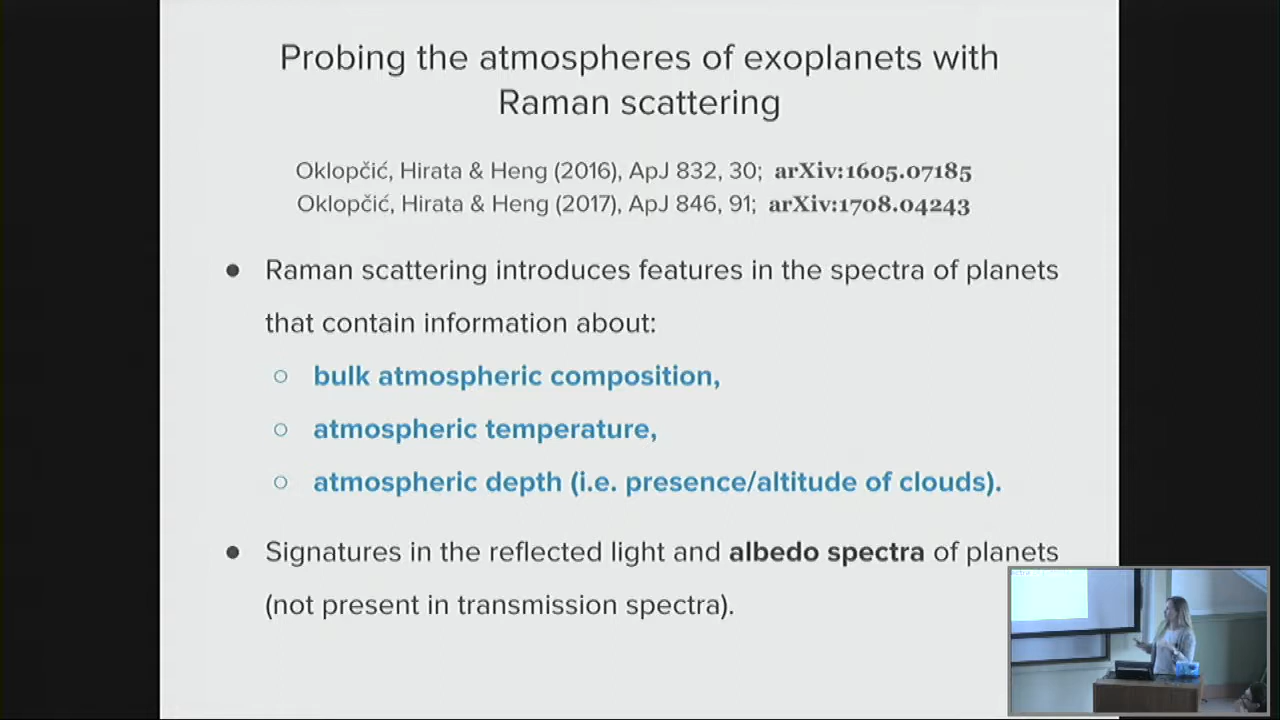 Probing the atmospheres of exoplanets with
Raman scattering
Oklopčić, Hirata & Heng (2016), ApJ 832, 30; arXiv:1605.07185
Oklopčić, Hirata & Heng (2017), ApJ 846, 91; arXiv:1708.04243
● Raman scattering introduces features in the spectra of planets
that contain information about:
○ bulk atmospheric composition,
○ atmospheric temperature,
○ atmospheric depth (i.e. presence/altitude of clouds).
● Signatures in the reflected light and albedo spectra of planets
(not present in transmission spectra).